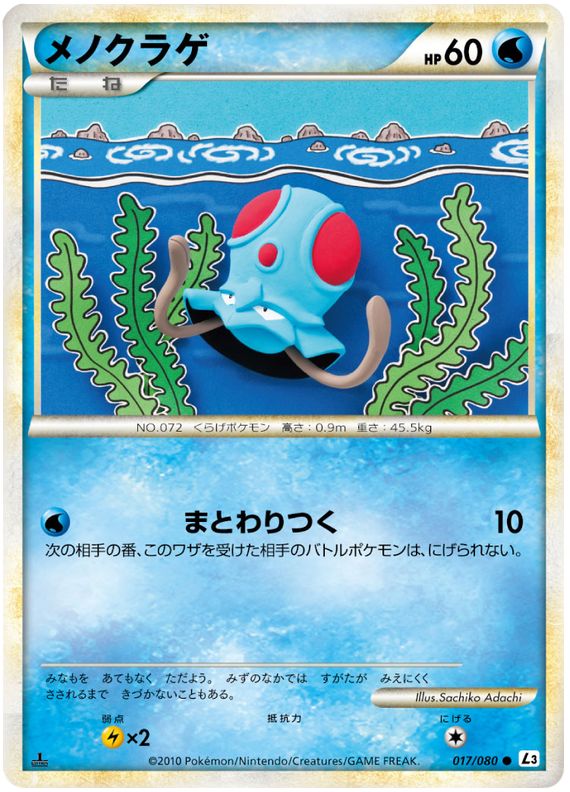 メノクラゲ HP60
たね
NO.072 くらげポケモン 高さ:0.9m 重さ:45.5kg
まとわりつく 10
次の相手の番、このワザを受けた相手のバトルポケモンは、にげられない。
みなもを あてもなく ただよう。 みずのなかでは すがたが みえにくく
さされるまで きづかないこともある。
Illus.Sachiko Adachi
弱点 抵抗力 にげる
×2
©2010 Pokémon/Nintendo/Creatures/GAME FREAK.
017/080 ● L3